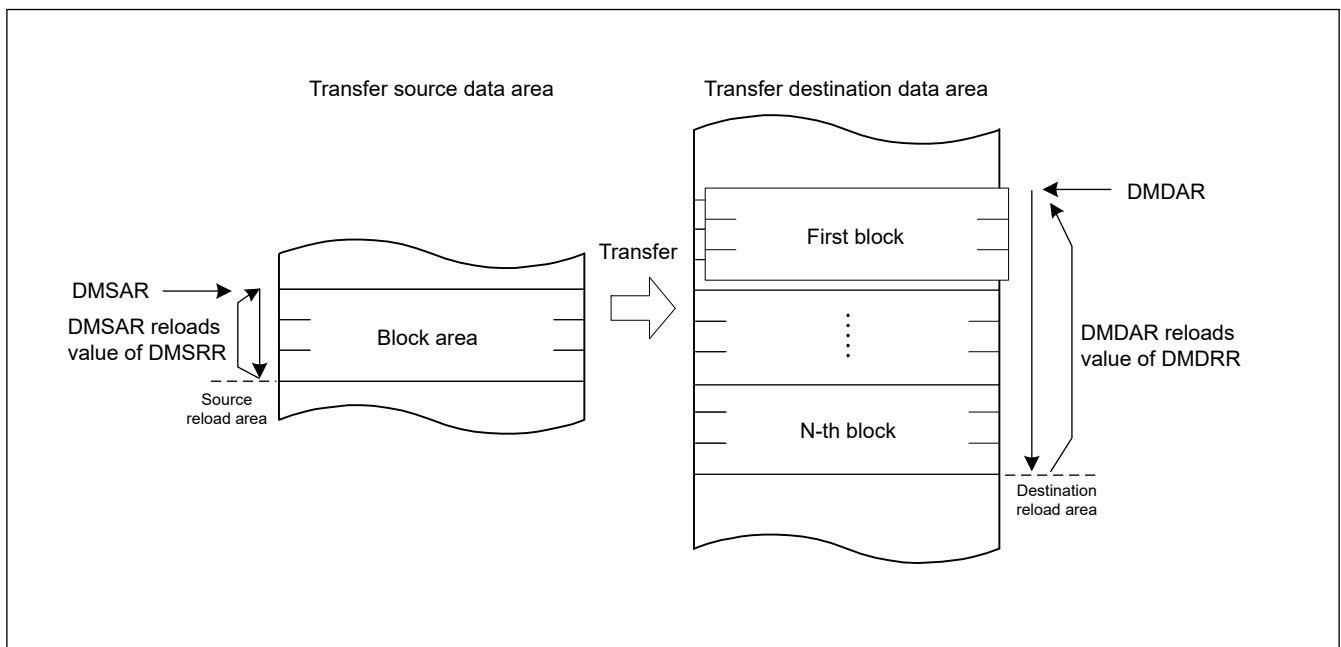 Transfer source data area
Transfer destination data area
DMDAR
First block
Transfer
DMSAR
DMSAR reloads
value of DMSRR
Block area
DMDAR reloads
value of DMDRR
Source
reload area
N-th block
Destination
reload area